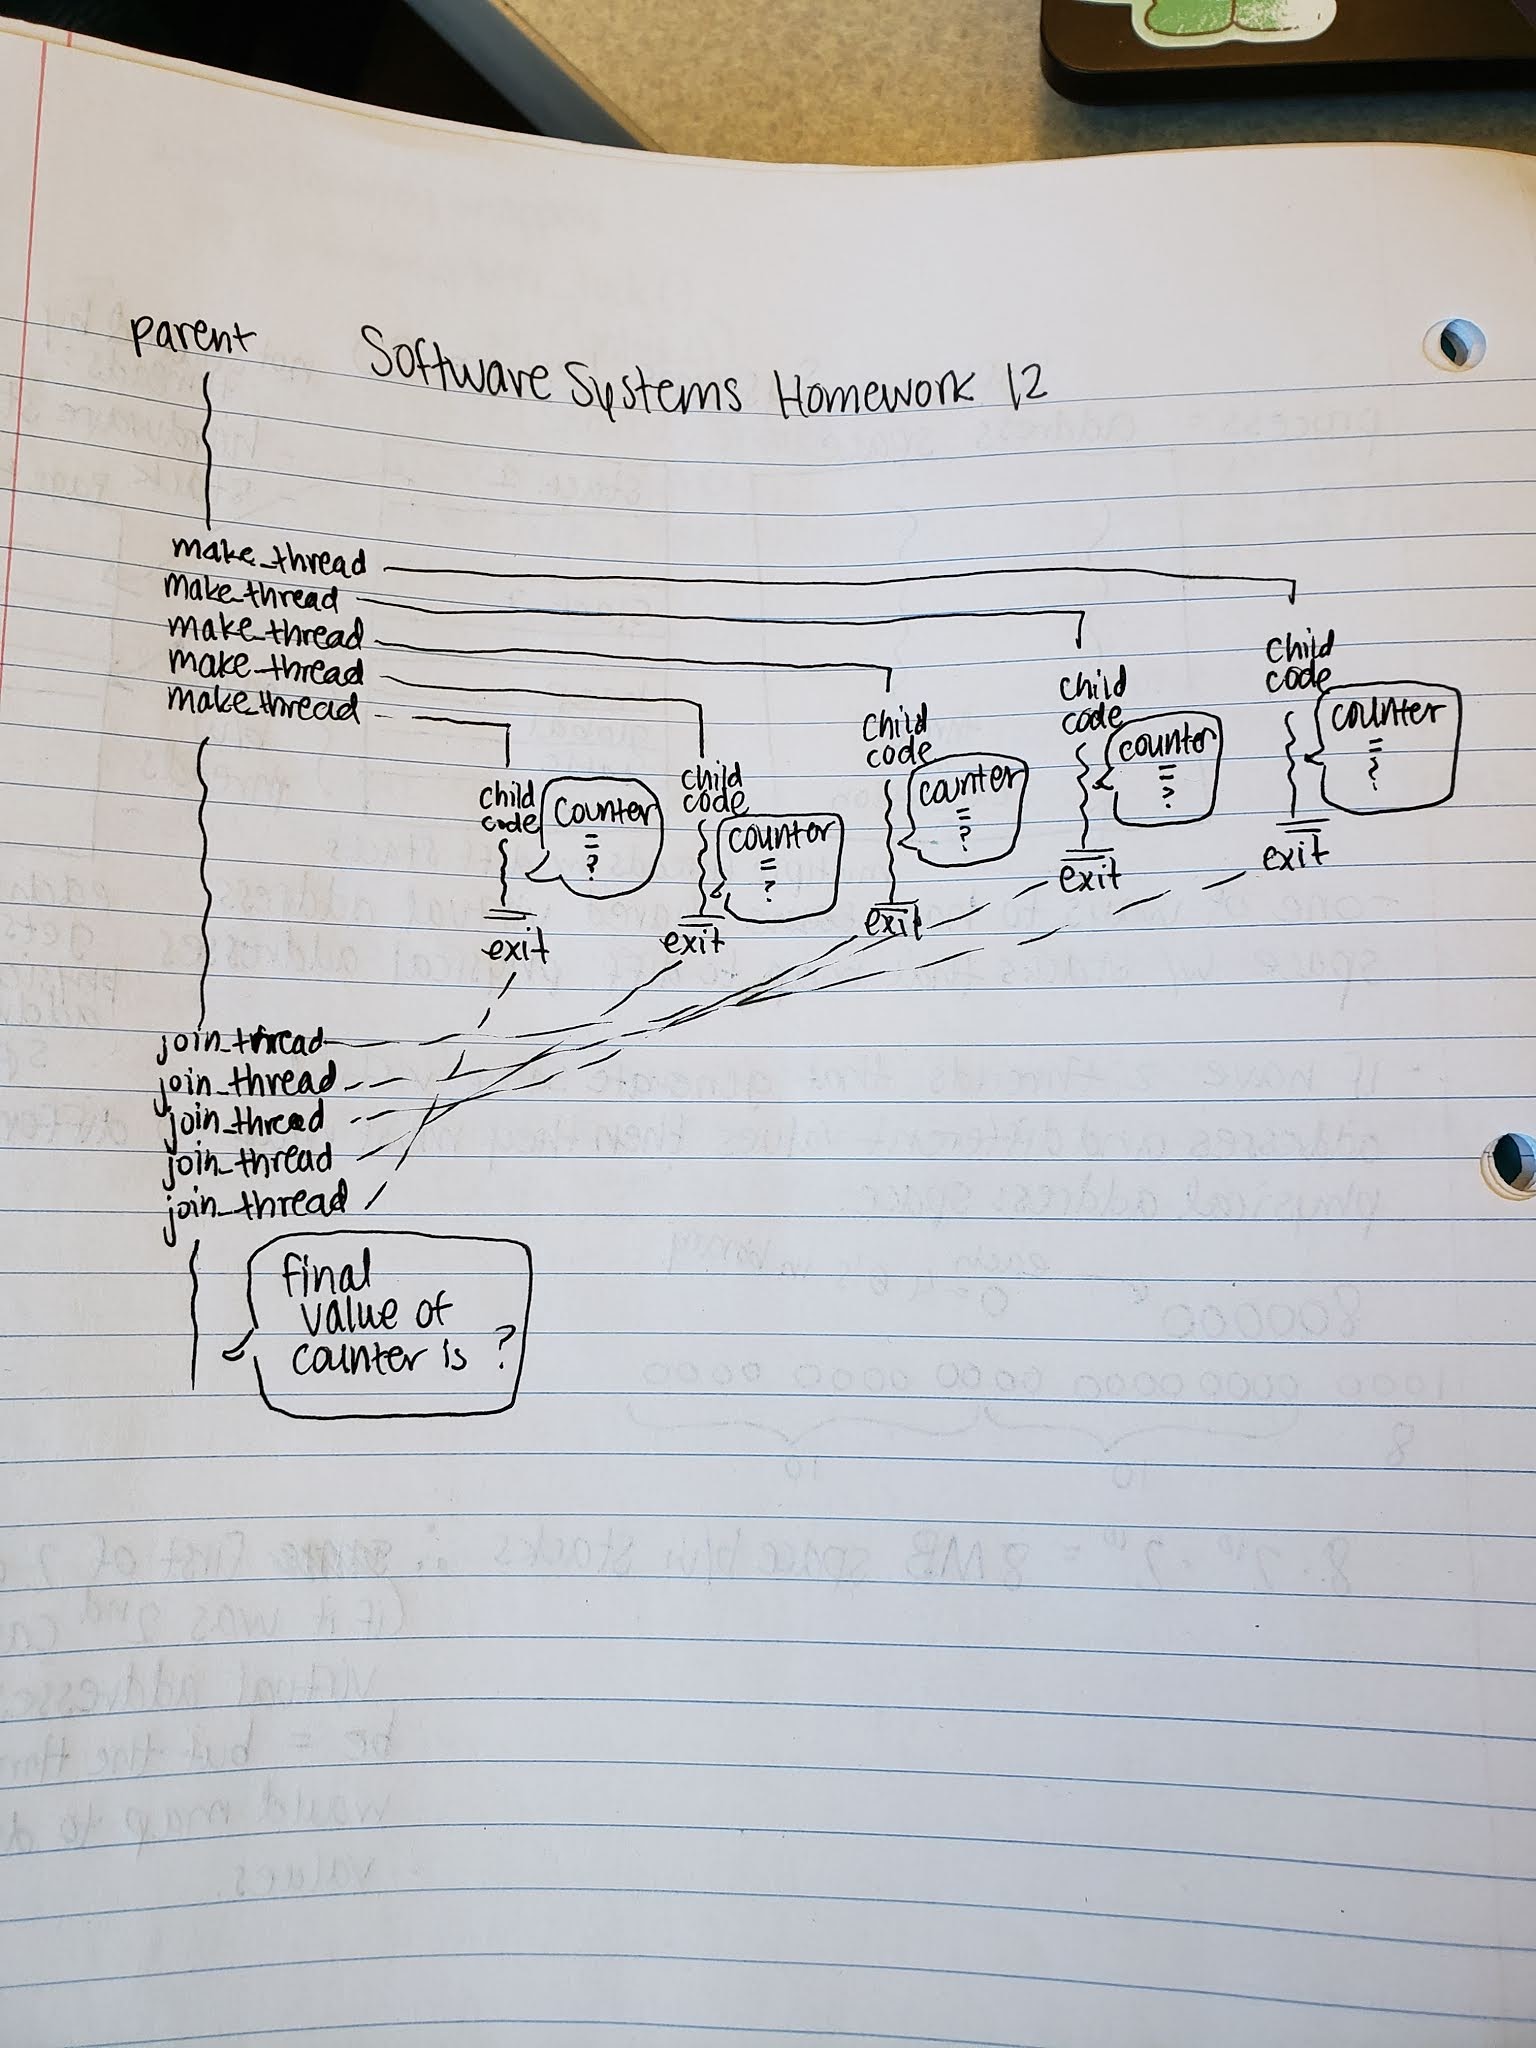 parent
Software Systems Homework 12
make_thread
make_thread
make_thread
make_thread
make_thread
child
code
counter
=
?
child
code
counter
=
?
child
code
counter
=
?
child
code
counter
=
?
child
code
counter
=
?
exit
exit
exit
exit
exit
join_thread
join_thread
join_thread
join_thread
join_thread
final
value of
counter is ?